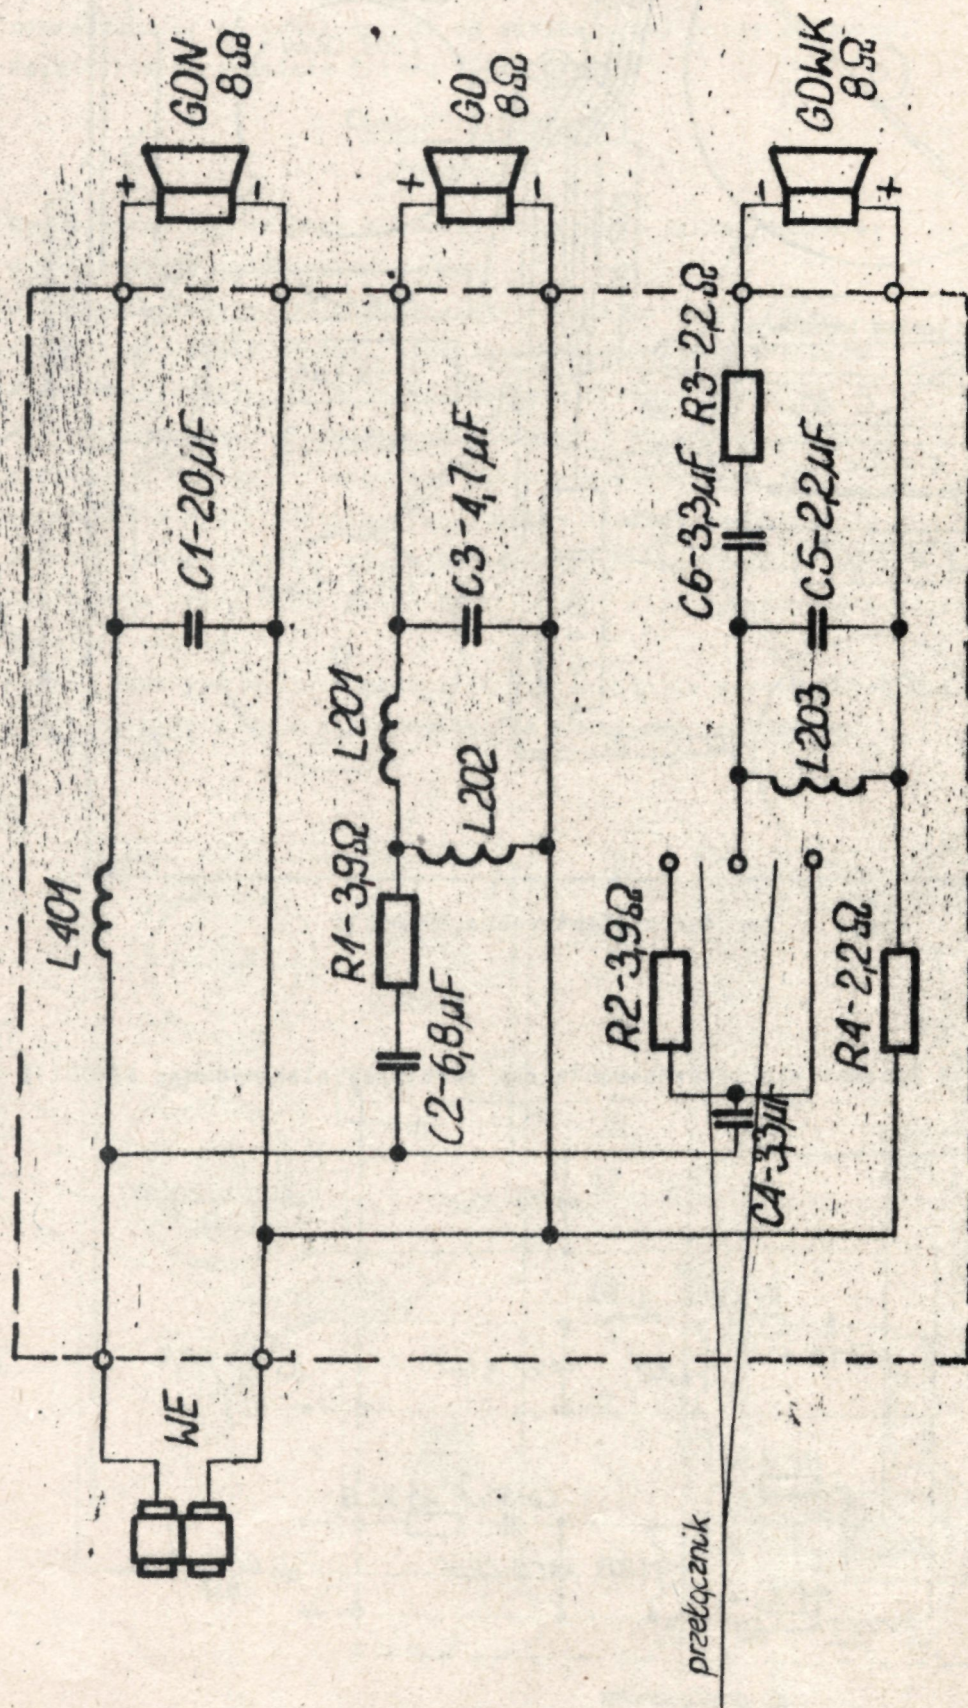 GDN
8Ω
GD
8Ω
GDWK
8Ω
+
-
+
-
-
+
L401
C1-20µF
R1-3,9Ω
L201
C2-6,8µF
L202
C3-4,7µF
R2-3,9Ω
C6-3,3µF
R3-2,2Ω
C4-3,3µF
L203
C5-2,2µF
R4-2,2Ω
WE
przełącznik